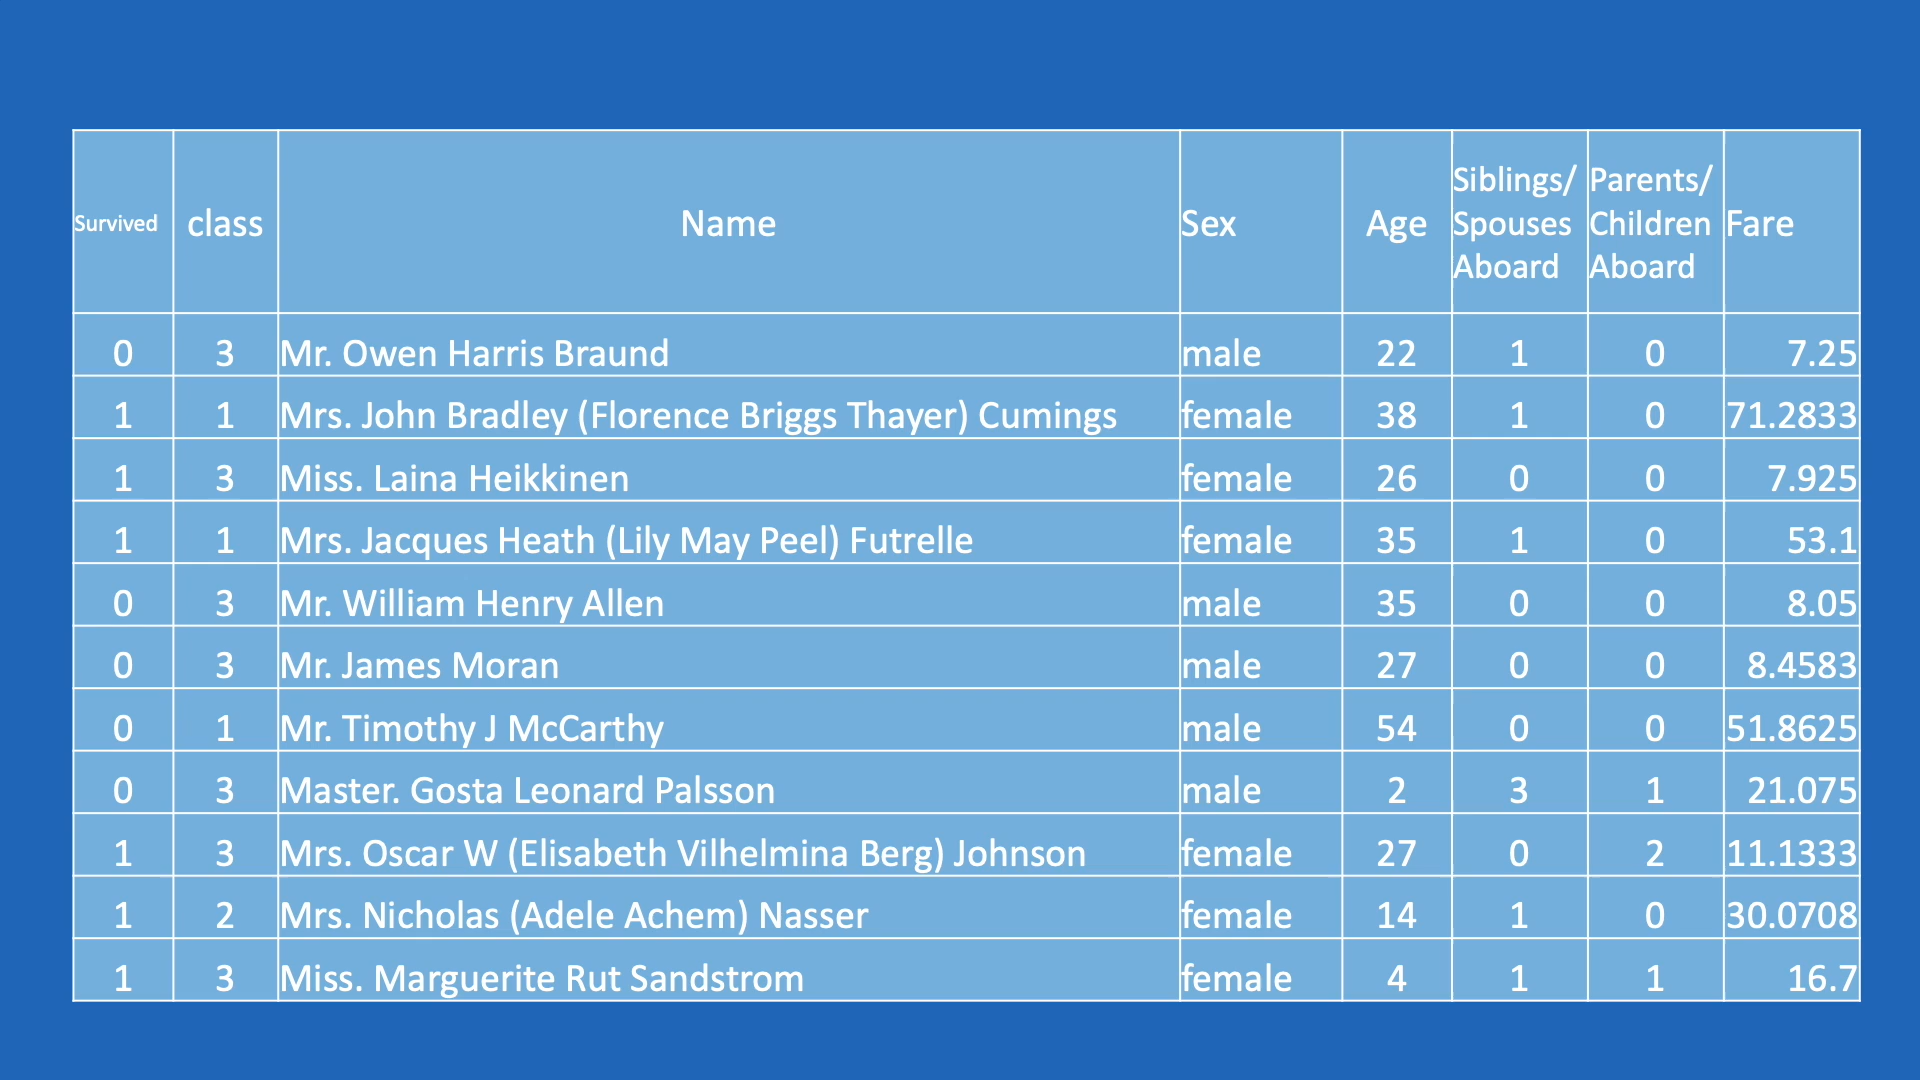 Survived class Name Sex Age Siblings/ Spouses Aboard Parents/ Children Aboard Fare
0 3 Mr. Owen Harris Braund male 22 1 0 7.25
1 1 Mrs. John Bradley (Florence Briggs Thayer) Cumings female 38 1 0 71.2833
1 3 Miss. Laina Heikkinen female 26 0 0 7.925
1 1 Mrs. Jacques Heath (Lily May Peel) Futrelle female 35 1 0 53.1
0 3 Mr. William Henry Allen male 35 0 0 8.05
0 3 Mr. James Moran male 27 0 0 8.4583
0 1 Mr. Timothy J McCarthy male 54 0 0 51.8625
0 3 Master. Gosta Leonard Palsson male 2 3 1 21.075
1 3 Mrs. Oscar W (Elisabeth Vilhelmina Berg) Johnson female 27 0 2 11.1333
1 2 Mrs. Nicholas (Adele Achem) Nasser female 14 1 0 30.0708
1 3 Miss. Marguerite Rut Sandstrom female 4 1 1 16.7